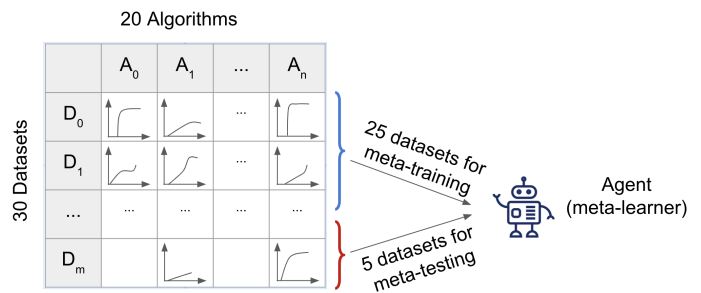 20 Algorithms
A0 A1 ... An
30 Datasets
D0 ...
D1 ...
... ... ... ... ...
Dm
25 datasets for
meta-training
5 datasets for
meta-testing
Agent
(meta-learner)